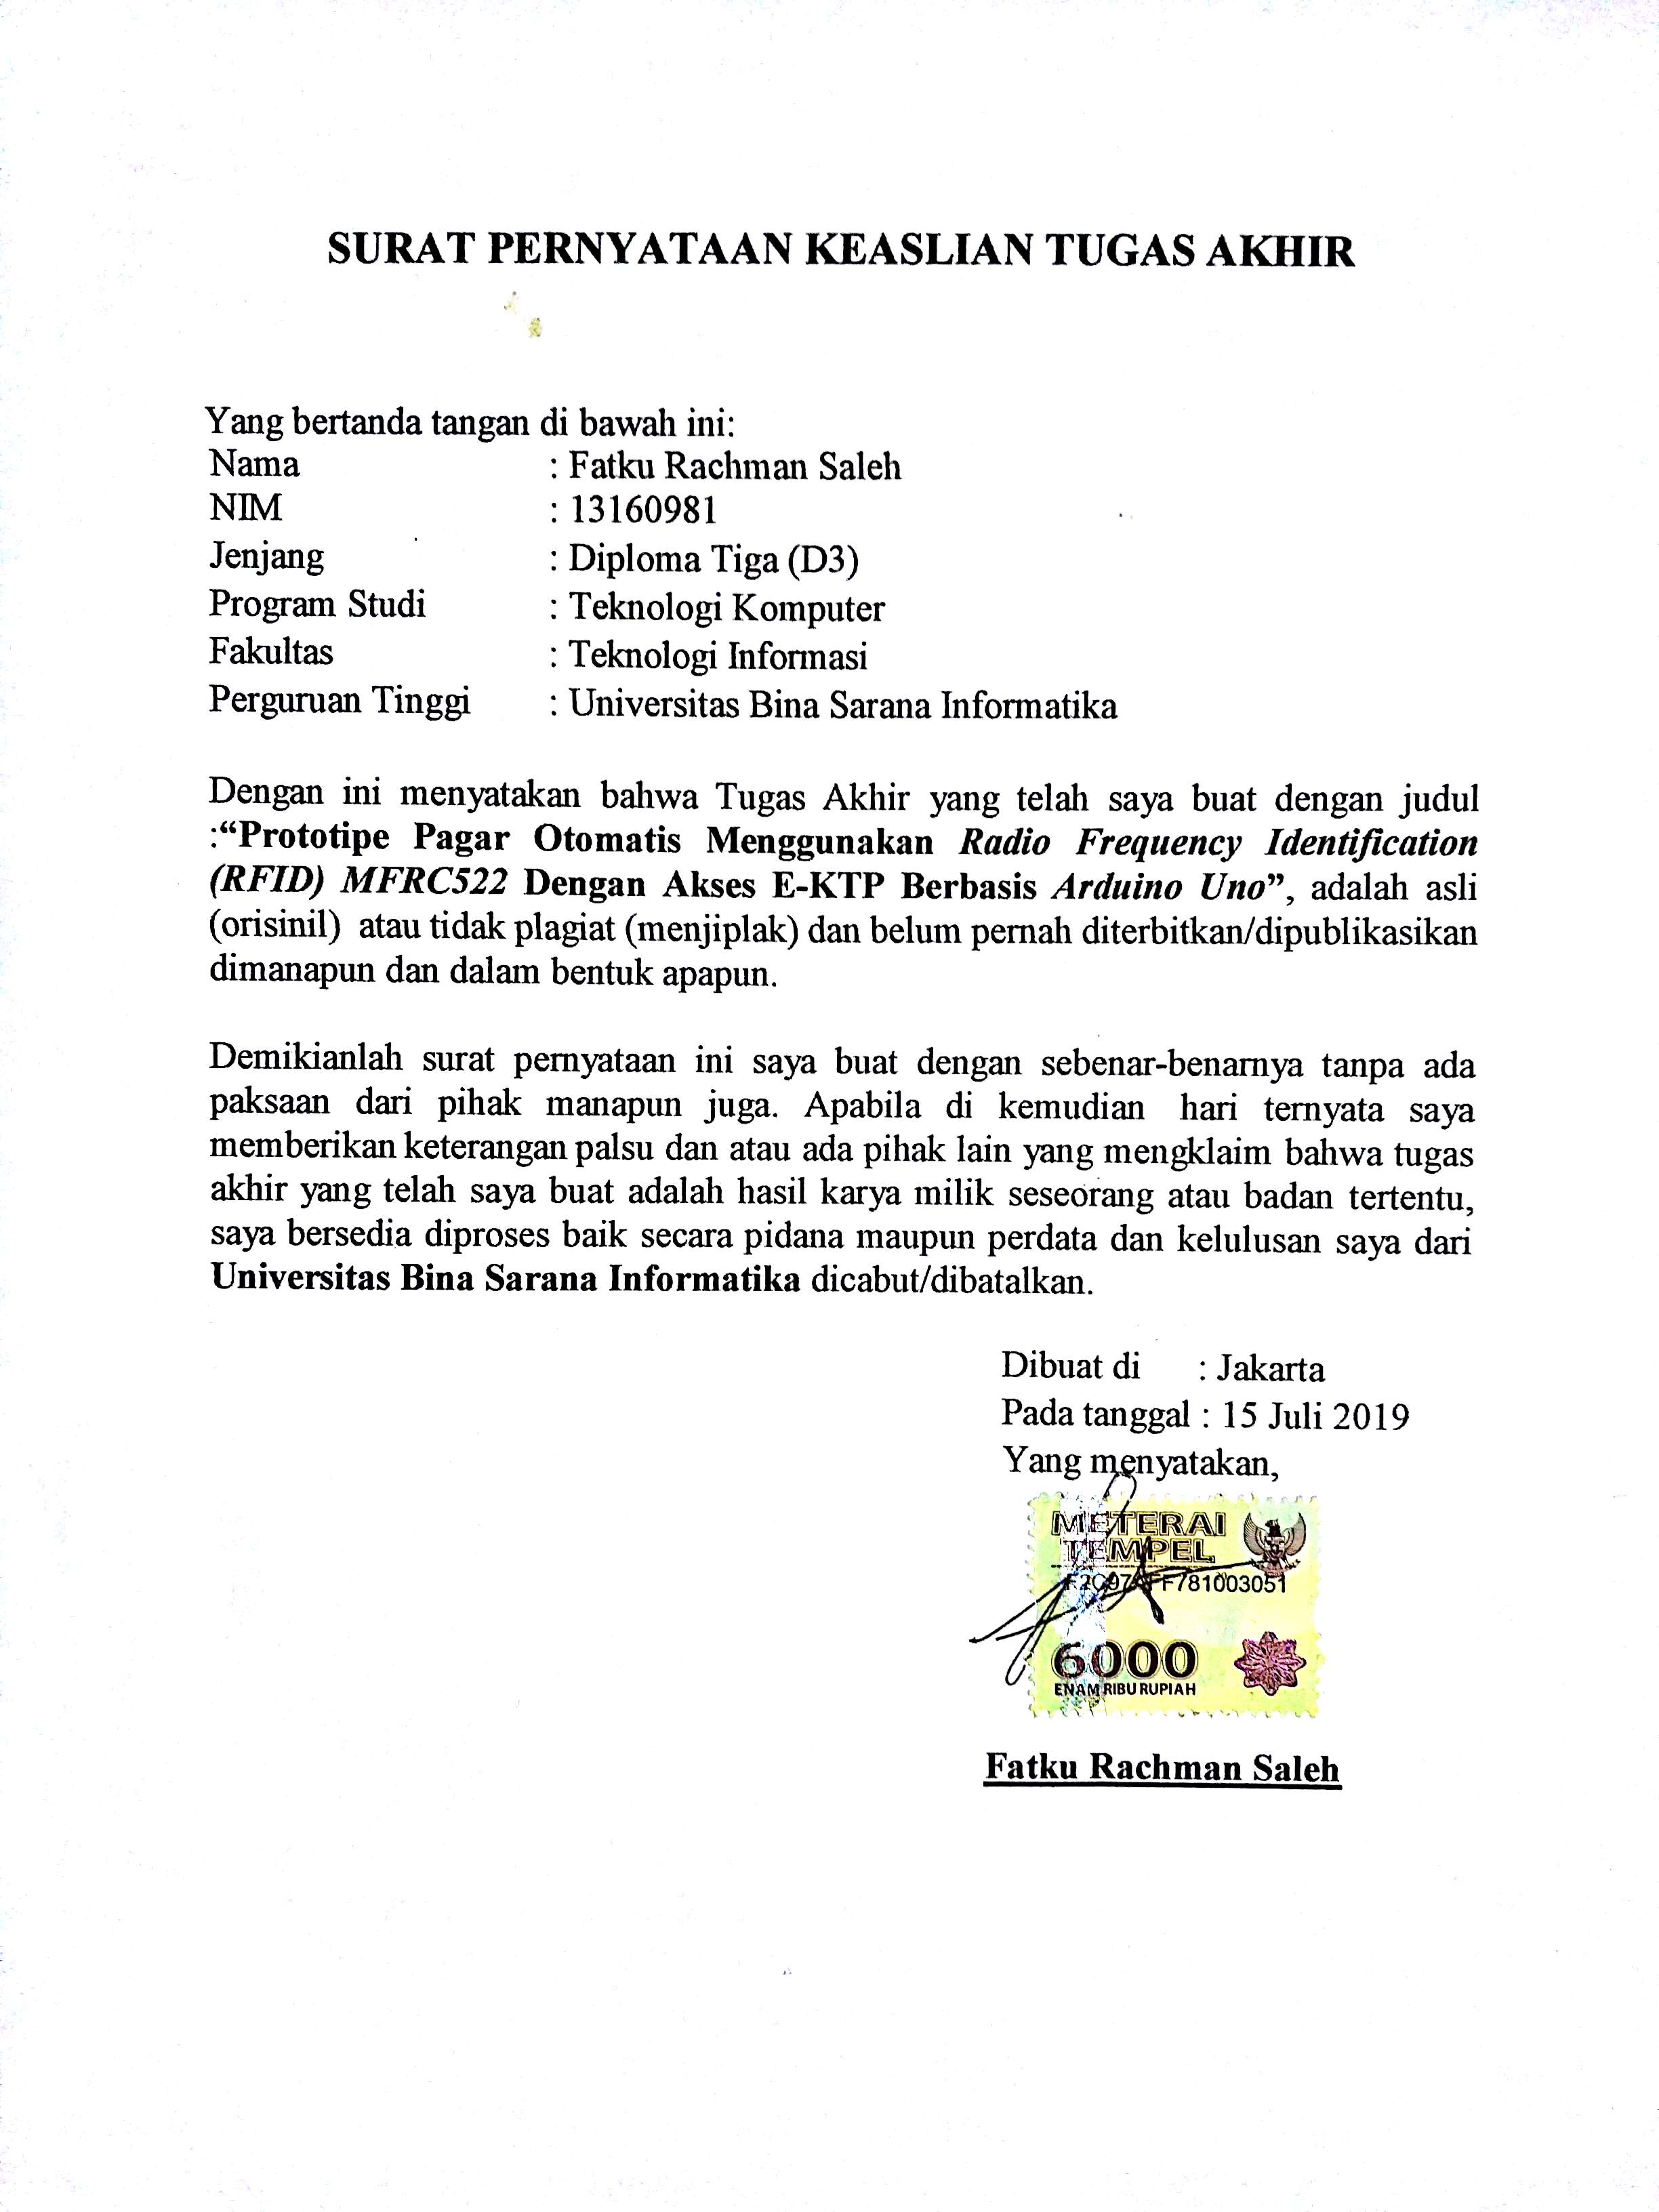 SURAT PERNYATAAN KEASLIAN TUGAS AKHIR
Yang bertanda tangan di bawah ini:
Nama : Fatku Rachman Saleh
NIM : 13160981
Jenjang : Diploma Tiga (D3)
Program Studi : Teknologi Komputer
Fakultas : Teknologi Informasi
Perguruan Tinggi : Universitas Bina Sarana Informatika
Dengan ini menyatakan bahwa Tugas Akhir yang telah saya buat dengan judul
:“Prototipe Pagar Otomatis Menggunakan Radio Frequency Identification
(RFID) MFRC522 Dengan Akses E-KTP Berbasis Arduino Uno”, adalah asli
(orisinil) atau tidak plagiat (menjiplak) dan belum pernah diterbitkan/dipublikasikan
dimanapun dan dalam bentuk apapun.
Demikianlah surat pernyataan ini saya buat dengan sebenar-benarnya tanpa ada
paksaan dari pihak manapun juga. Apabila di kemudian hari ternyata saya
memberikan keterangan palsu dan atau ada pihak lain yang mengklaim bahwa tugas
akhir yang telah saya buat adalah hasil karya milik seseorang atau badan tertentu,
saya bersedia diproses baik secara pidana maupun perdata dan kelulusan saya dari
Universitas Bina Sarana Informatika dicabut/dibatalkan.
Dibuat di : Jakarta
Pada tanggal : 15 Juli 2019
Yang menyatakan,
METERAI
TEMPEL
6000
ENAM RIBU RUPIAH
Fatku Rachman Saleh